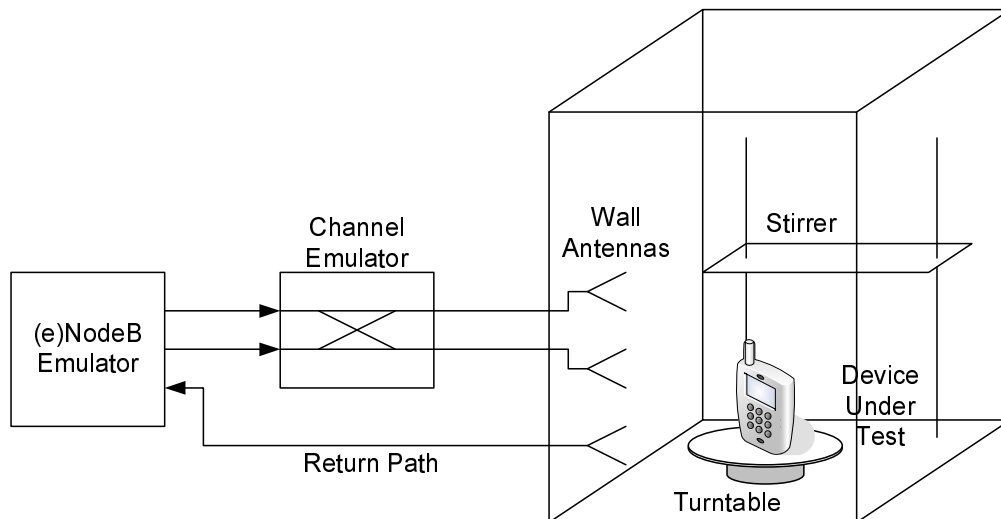 (e)NodeB
Emulator
Channel
Emulator
Wall
Antennas
Stirrer
Device
Under
Test
Return Path
Turntable